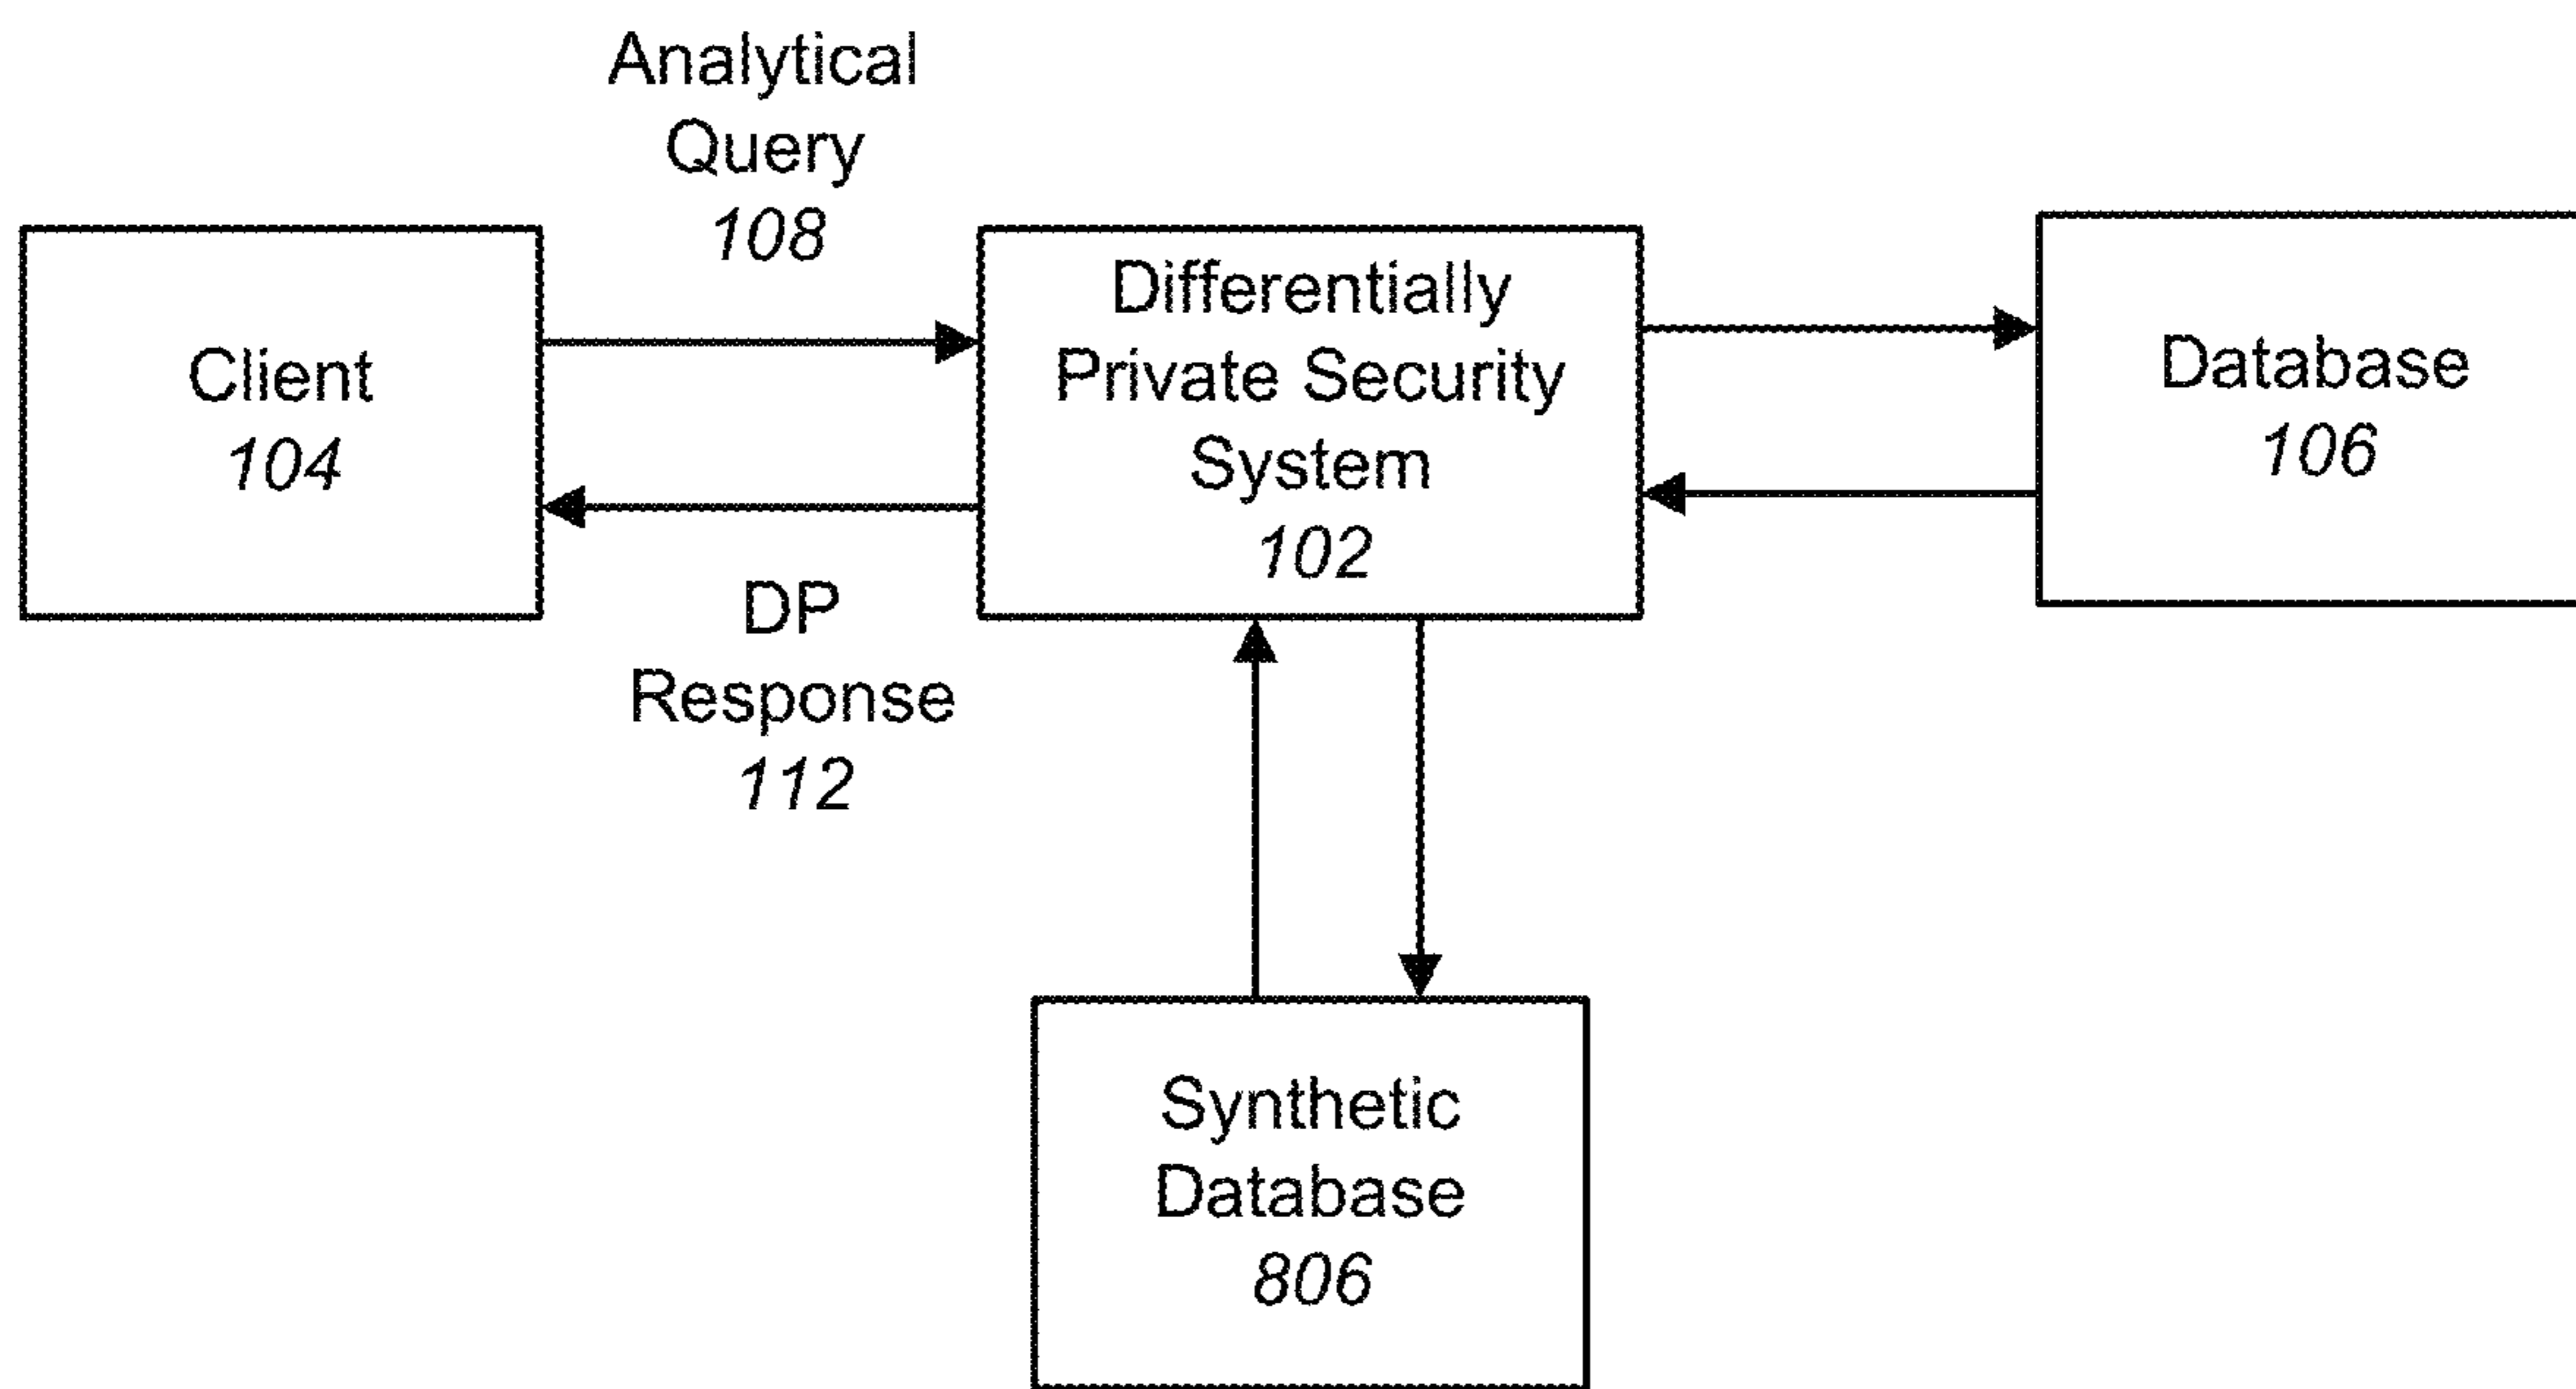 Analytical
Query
108
Client
104
Differentially
Private Security
System
102
Database
106
DP
Response
112
Synthetic
Database
806